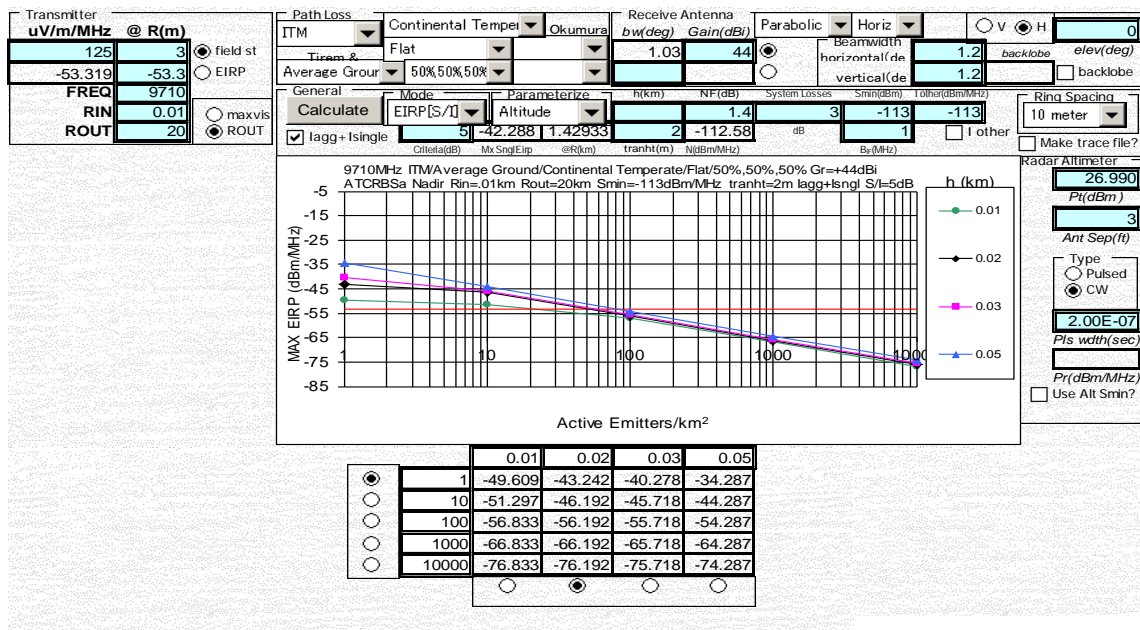 Transmitter
uV/m/MHz @ R(m)
125 3 field st
-53.319 -53.3 EIRP
FREQ 9710
RIN 0.01 maxvis
ROUT 20 ROUT
Path Loss
ITM Continental Temper Okumura
Flat
Tirem &
Average Groun 50%,50%,50%
Receive Antenna
bw(deg) Gain(dBi) Parabolic Horiz V H 0
1.03 44 Beamwidth
horizontal(de 1.2 backlobe elev(deg)
vertical(de 1.2 backlobe
General Mode Parameterize h(km) NF(dB) System Losses Smin(dB) Iother(dBm/MHz) Ring Spacing
Calculate EIRP[S/I] Altitude 1.4 3 -113 -113 10 meter
Iagg+Isingle 5 -42.288 1.42933 2 -112.58 dB 1 I other
Criteria(dB) Mx SnglEirp @R(km) tranht(m) N(dBm/MHz) BF(MHz) Make trace file?
9710MHz ITM/Average Ground/Continental Temperate/Flat/50%,50%,50% Gr=+44dBi
ATCRBSa Nadir Rin=.01km Rout=20km Smin=-113dBm/MHz tranht=2m Iagg+Isngl S/I=5dB
MAX EIRP (dBm/MHz)
-5
-15
-25
-35
-45
-55
-65
-75
-85
1 10 100 1000 1000
Active Emitters/km²
h (km)
0.01
0.02
0.03
0.05
Radar Altimeter
26.990
Pt(dBm)
3
Ant Sep(ft)
Type
Pulsed
CW
2.00E-07
Pls wdth(sec)
Pr(dBm/MHz)
Use Alt Smin?
0.01 0.02 0.03 0.05
1 -49.609 -43.242 -40.278 -34.287
10 -51.297 -46.192 -45.718 -44.287
100 -56.833 -56.192 -55.718 -54.287
1000 -66.833 -66.192 -65.718 -64.287
10000 -76.833 -76.192 -75.718 -74.287